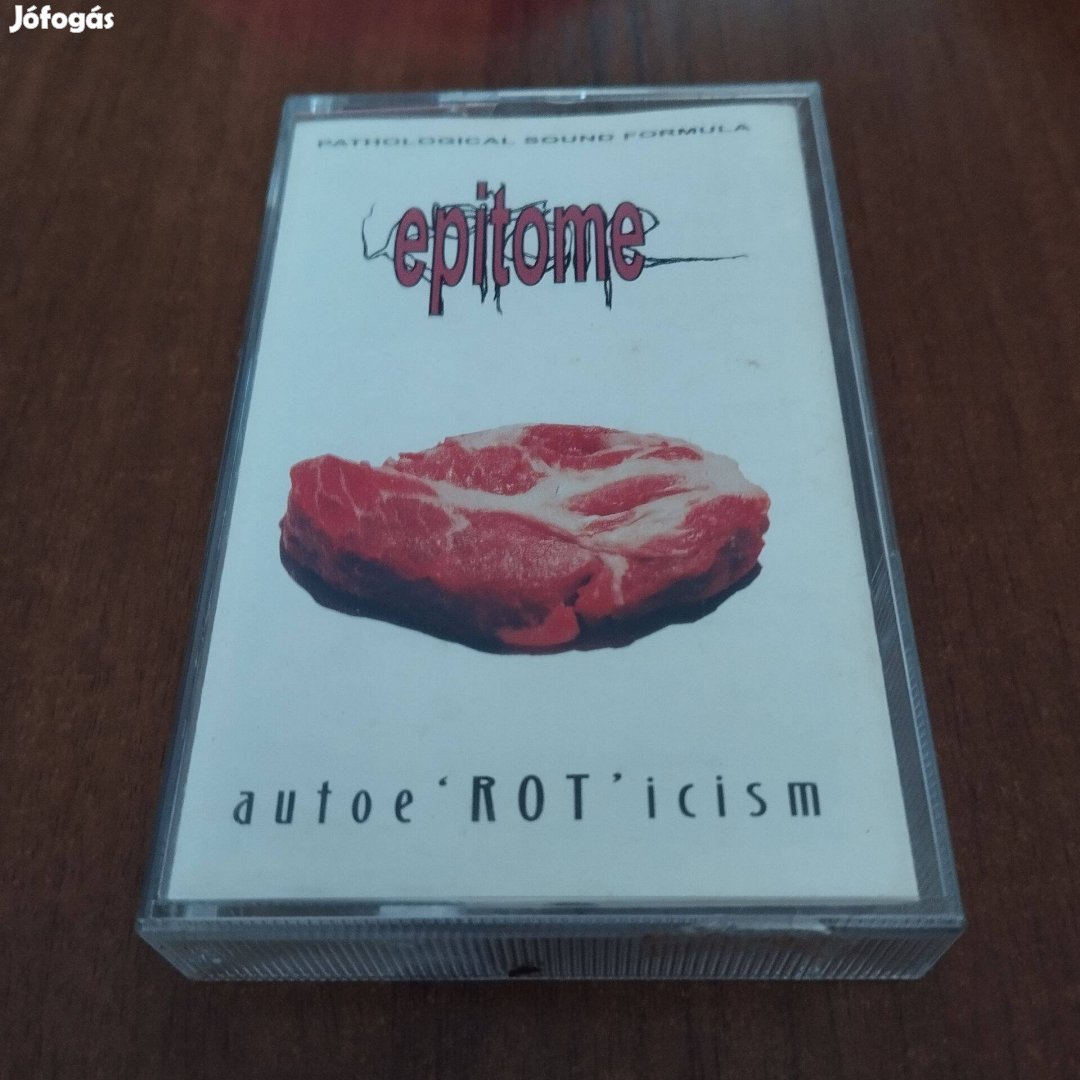 Jófogás
PATHOLOGICAL SOUND FORMULA
epitome
autoe‘ROT’icism